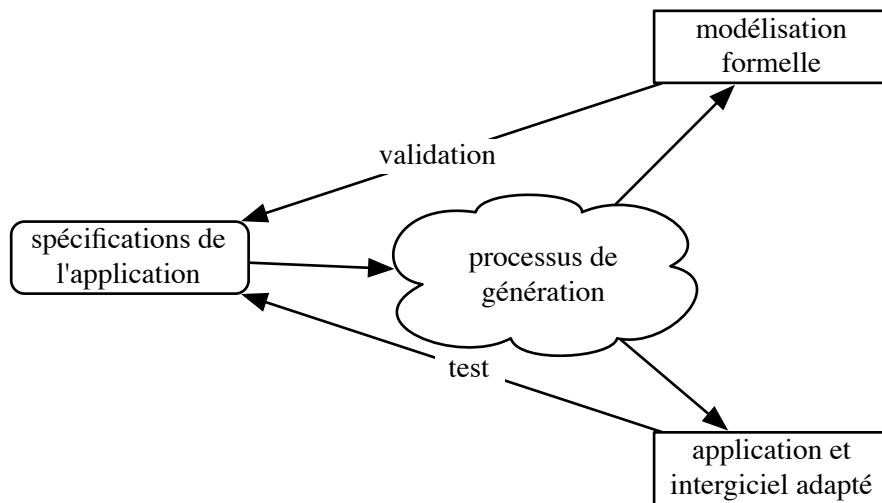 modélisation
formelle
validation
spécifications de
l'application
processus de
génération
test
application et
intergiciel adapté